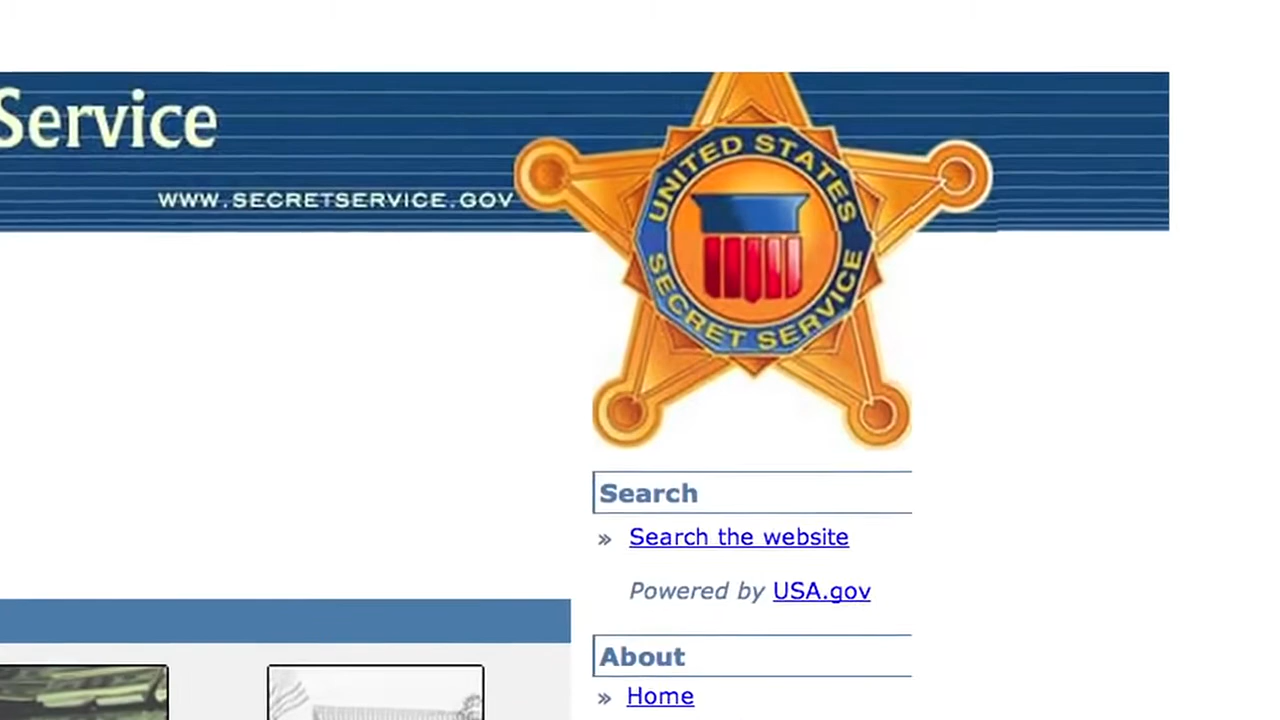 Service
WWW.SECRETSERVICE.GOV
UNITED STATES
SECRET SERVICE
Search
» Search the website
Powered by USA.gov
About
» Home